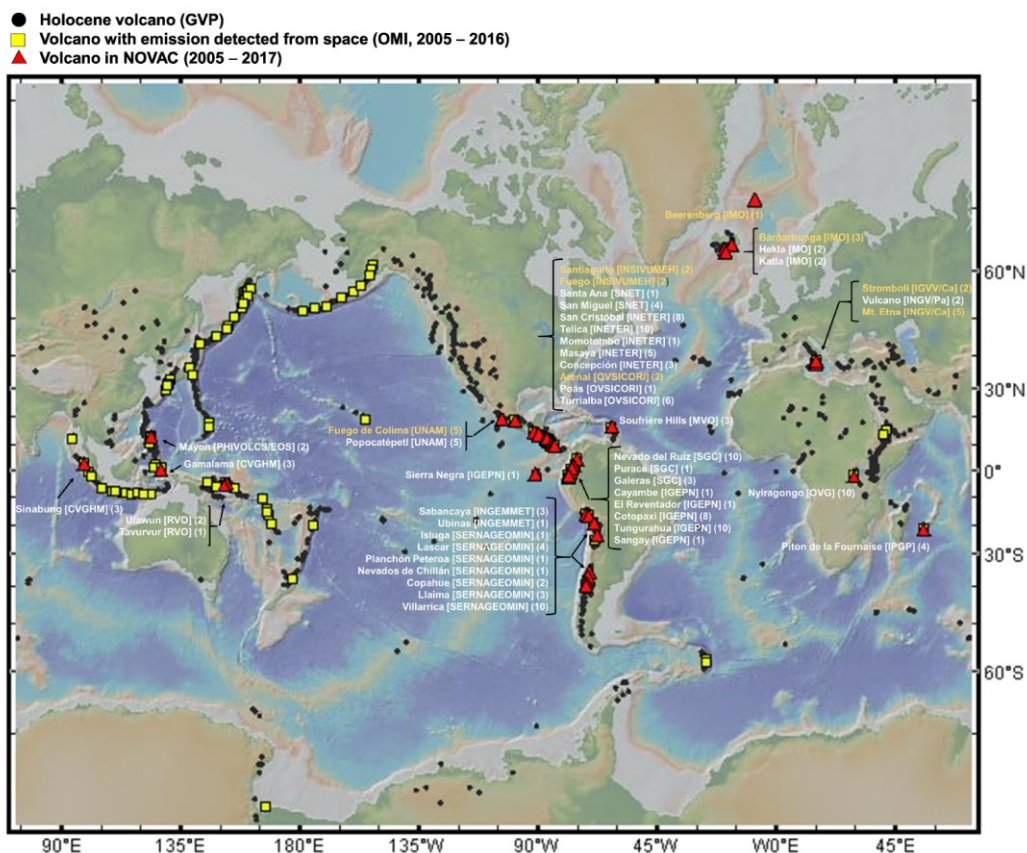 Holocene volcano (GVP)
Volcano with emission detected from space (OMI, 2005 – 2016)
Volcano in NOVAC (2005 – 2017)
Beerenberg [IMO] (1)
Bárðarbunga [IMO] (3)
Hekla [MO] (2)
Katla [IMO] (2)
60°N
Santiaguito [INSIVUMEH] (2)
Fuego [INSIVUMEH] (2)
Santa Ana [SNET] (1)
San Miguel [SNET] (4)
San Cristóbal [INETER] (8)
Telica [INETER] (10)
Momotombo [INETER] (1)
Masaya [INETER] (5)
Concepción [INETER] (3)
Arenal [OVSICORI] (2)
Poás [OVSICORI] (1)
Turrialba [OVSICORI] (6)
Stromboli [IGVV/Ca] (2)
Vulcano [INGV/Pa] (2)
Mt. Etna [INGV/Ca] (5)
30°N
Fuego de Colima [UNAM] (5)
Popocatépetl [UNAM] (5)
Soufrière Hills [MVO] (3)
Mayon [PHIVOLCS/EOS] (2)
Gamalama [CVGHM] (3)
Sinabung [CVGHM] (3)
Ulawun [RVO] (2)
Tavurvur [RVO] (1)
Sierra Negra [IGEPN] (1)
Nevado del Ruiz [SGC] (10)
Puracé [SGC] (1)
Galeras [SGC] (3)
Cayambe [IGEPN] (1)
El Reventador [IGEPN] (1)
Cotopaxi [IGEPN] (8)
Tungurahua [IGEPN] (10)
Sangay [IGEPN] (1)
Nyiragongo [OVG] (10)
0°
Sabancaya [INGEMMET] (3)
Ubinas [INGEMMET] (1)
Isluga [SERNAGEOMIN] (1)
Lascar [SERNAGEOMIN] (4)
Planchón Peteroa [SERNAGEOMIN] (1)
Nevados de Chillán [SERNAGEOMIN] (1)
Copahue [SERNAGEOMIN] (2)
Llaima [SERNAGEOMIN] (3)
Villarrica [SERNAGEOMIN] (10)
Piton de la Fournaise [IPGP] (4)
30°S
60°S
90°E 135°E 180°E 135°W 90°W 45°W 0°W 45°E